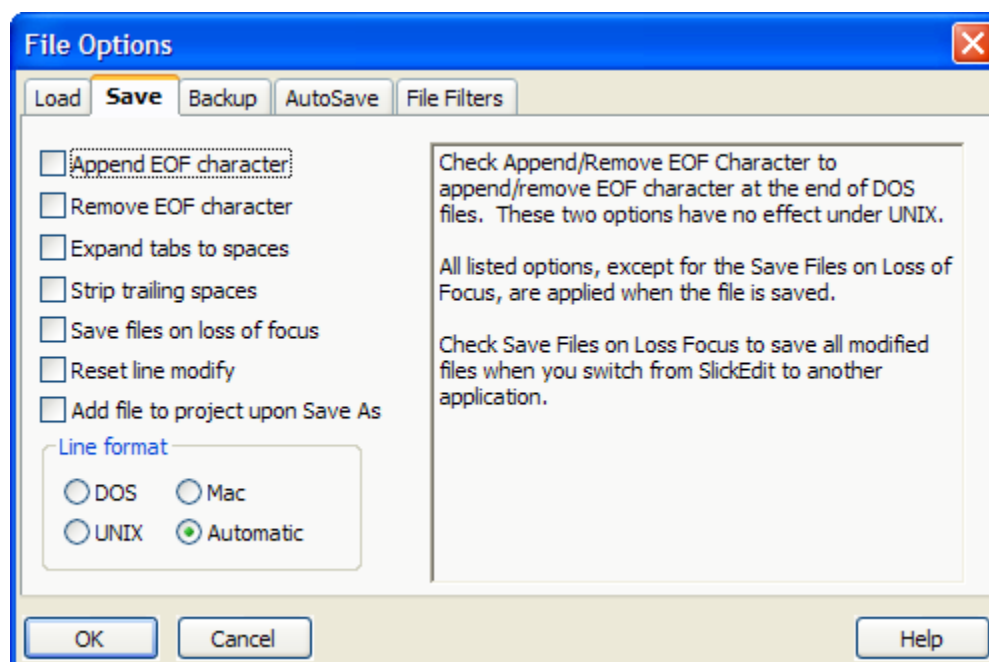 File Options
Load Save Backup AutoSave File Filters
Append EOF character
Remove EOF character
Expand tabs to spaces
Strip trailing spaces
Save files on loss of focus
Reset line modify
Add file to project upon Save As
Line format
DOS Mac
UNIX Automatic
Check Append/Remove EOF Character to
append/remove EOF character at the end of DOS
files. These two options have no effect under UNIX.
All listed options, except for the Save Files on Loss of
Focus, are applied when the file is saved.
Check Save Files on Loss Focus to save all modified
files when you switch from SlickEdit to another
application.
OK Cancel Help